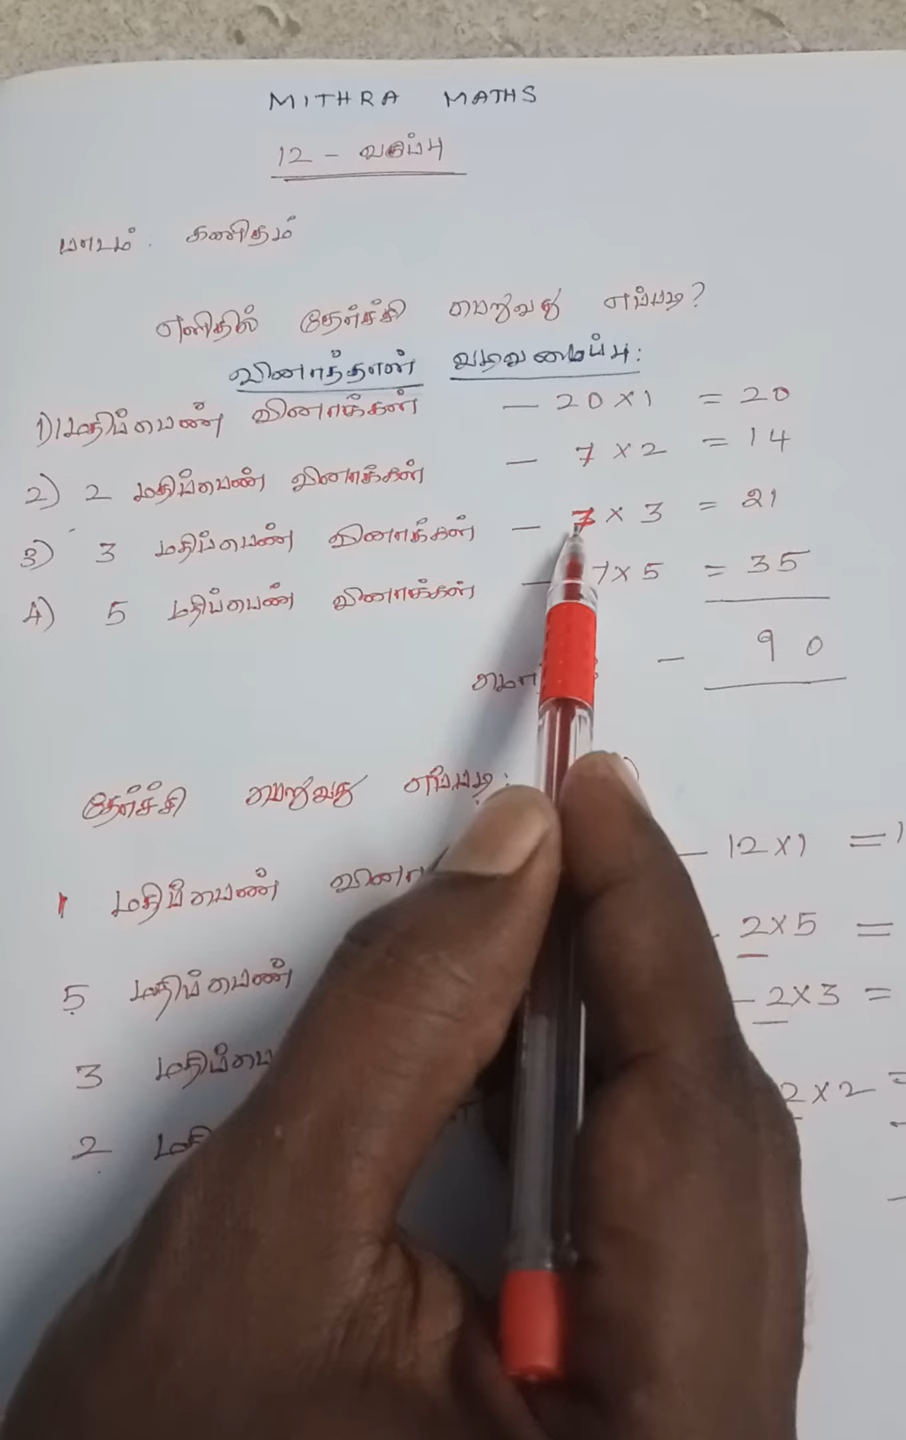 MITHRA MATHS
12 - வகுப்பு
பாடம் : கணிதம்
எளிதில் தேர்ச்சி பெறுவது எப்படி?
வினாத்தாள் வடிவமைப்பு:
1) 1 மதிப்பெண் வினாக்கள் - 20 x 1 = 20
2) 2 மதிப்பெண் வினாக்கள் - 7 x 2 = 14
3) 3 மதிப்பெண் வினாக்கள் - 7 x 3 = 21
4) 5 மதிப்பெண் வினாக்கள் - 7 x 5 = 35
- 90
தேர்ச்சி பெறுவது எப்படி:
1 மதிப்பெண் - 12 x 1 =
5 மதிப்பெண் - 2 x 5 =
3 - 2 x 3 =
2 2 x 2 =